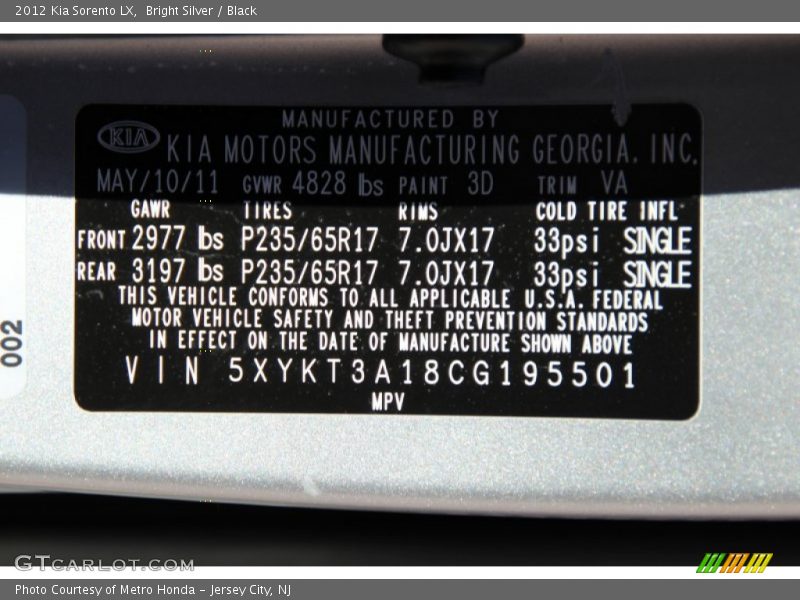 2012 Kia Sorento LX, Bright Silver / Black
MANUFACTURED BY
KIA KIA MOTORS MANUFACTURING GEORGIA, INC.
MAY/10/11 GVWR 4828 lbs PAINT 3D TRIM VA
GAWR TIRES RIMS COLD TIRE INFL
FRONT 2977 lbs P235/65R17 7.0JX17 33psi SINGLE
REAR 3197 lbs P235/65R17 7.0JX17 33psi SINGLE
THIS VEHICLE CONFORMS TO ALL APPLICABLE U.S.A. FEDERAL
MOTOR VEHICLE SAFETY AND THEFT PREVENTION STANDARDS
IN EFFECT ON THE DATE OF MANUFACTURE SHOWN ABOVE
VIN 5XYKT3A18CG195501
MPV
002
GTCARLOT.COM
Photo Courtesy of Metro Honda - Jersey City, NJ